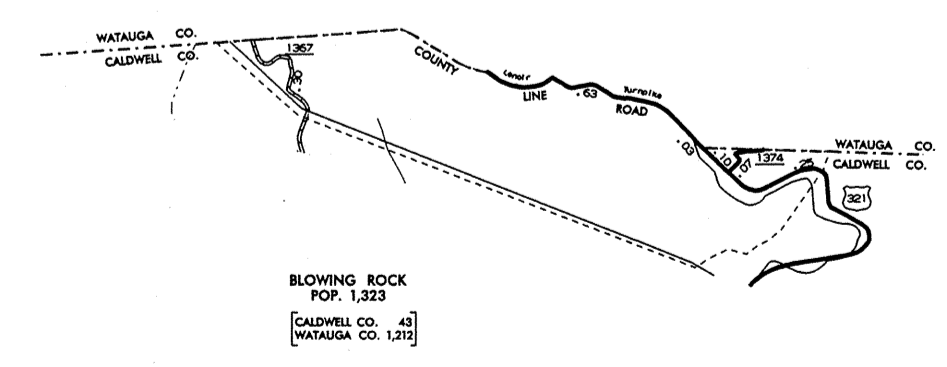 WATAUGA CO.
CALDWELL CO.
1367
.30
COUNTY
Lenoir
LINE
.63
Turnpike
ROAD
.03
.10
.07
1374
.25
WATAUGA CO.
CALDWELL CO.
321
BLOWING ROCK
POP. 1,323
CALDWELL CO. 43
WATAUGA CO. 1,212